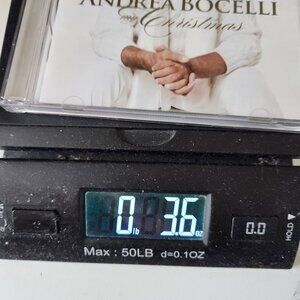 ANDREA BOCELLI
my Christmas
0 lb 3.6 oz
0.0
HOLD
Max : 50LB d=0.1OZ